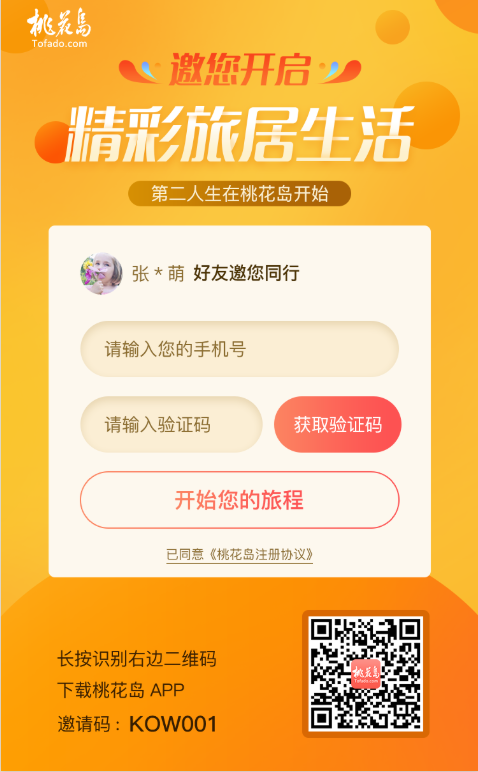 桃花岛
Tofado.com
邀您开启
精彩旅居生活
第二人生在桃花岛开始
张 * 萌 好友邀您同行
请输入您的手机号
请输入验证码 获取验证码
开始您的旅程
已同意《桃花岛注册协议》
长按识别右边二维码
下载桃花岛 APP
邀请码：KOW001
桃花岛
Tofado.com